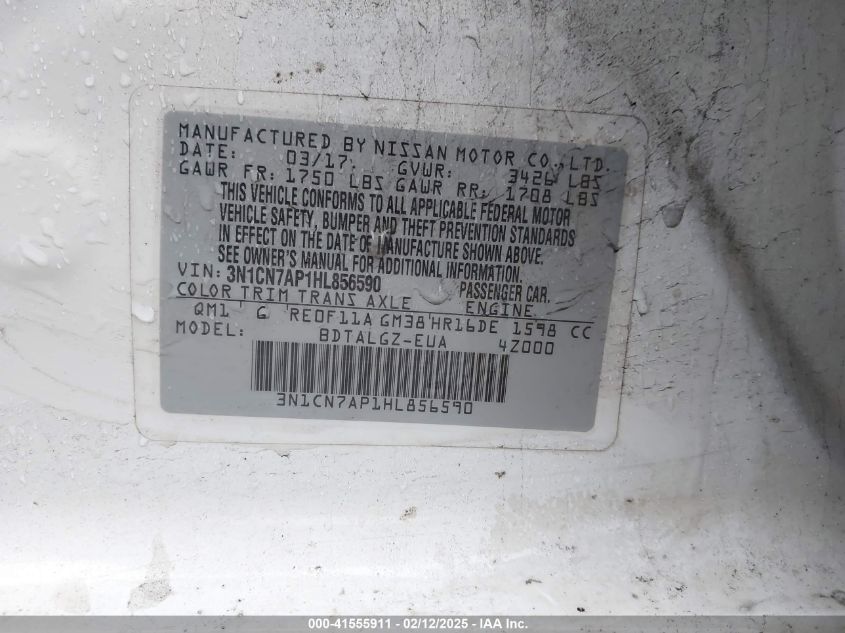 MANUFACTURED BY NISSAN MOTOR CO., LTD.
DATE: 03/17 GVWR: 3426 LBS
GAWR FR: 1750 LBS GAWR RR: 1708 LBS
THIS VEHICLE CONFORMS TO ALL APPLICABLE FEDERAL MOTOR
VEHICLE SAFETY, BUMPER AND THEFT PREVENTION STANDARDS
IN EFFECT ON THE DATE OF MANUFACTURE SHOWN ABOVE.
SEE OWNER'S MANUAL FOR ADDITIONAL INFORMATION.
VIN: 3N1CN7AP1HL856590 PASSENGER CAR.
COLOR TRIM TRANS AXLE ENGINE
QM1 G RE0F11A GM38 HR16DE 1598 CC
MODEL: BDTALGZ-EUA 4Z000
3N1CN7AP1HL856590
000-41555911 - 02/12/2025 - IAA Inc.